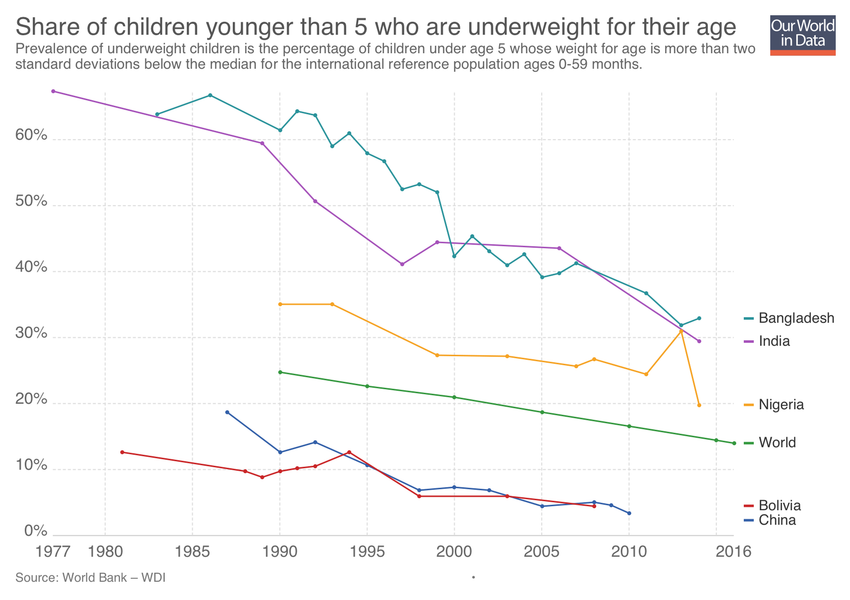 Share of children younger than 5 who are underweight for their age
Our World
in Data
Prevalence of underweight children is the percentage of children under age 5 whose weight for age is more than two
standard deviations below the median for the international reference population ages 0-59 months.
60%
50%
40%
30%
20%
10%
0%
Bangladesh
India
Nigeria
World
Bolivia
China
1977 1980 1985 1990 1995 2000 2005 2010 2016
Source: World Bank – WDI